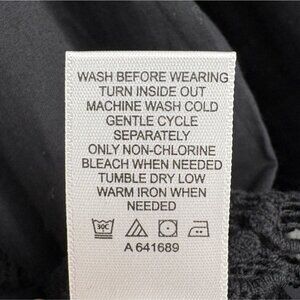 WASH BEFORE WEARING
TURN INSIDE OUT
MACHINE WASH COLD
GENTLE CYCLE
SEPARATELY
ONLY NON-CHLORINE
BLEACH WHEN NEEDED
TUMBLE DRY LOW
WARM IRON WHEN
NEEDED
30C
A 641689